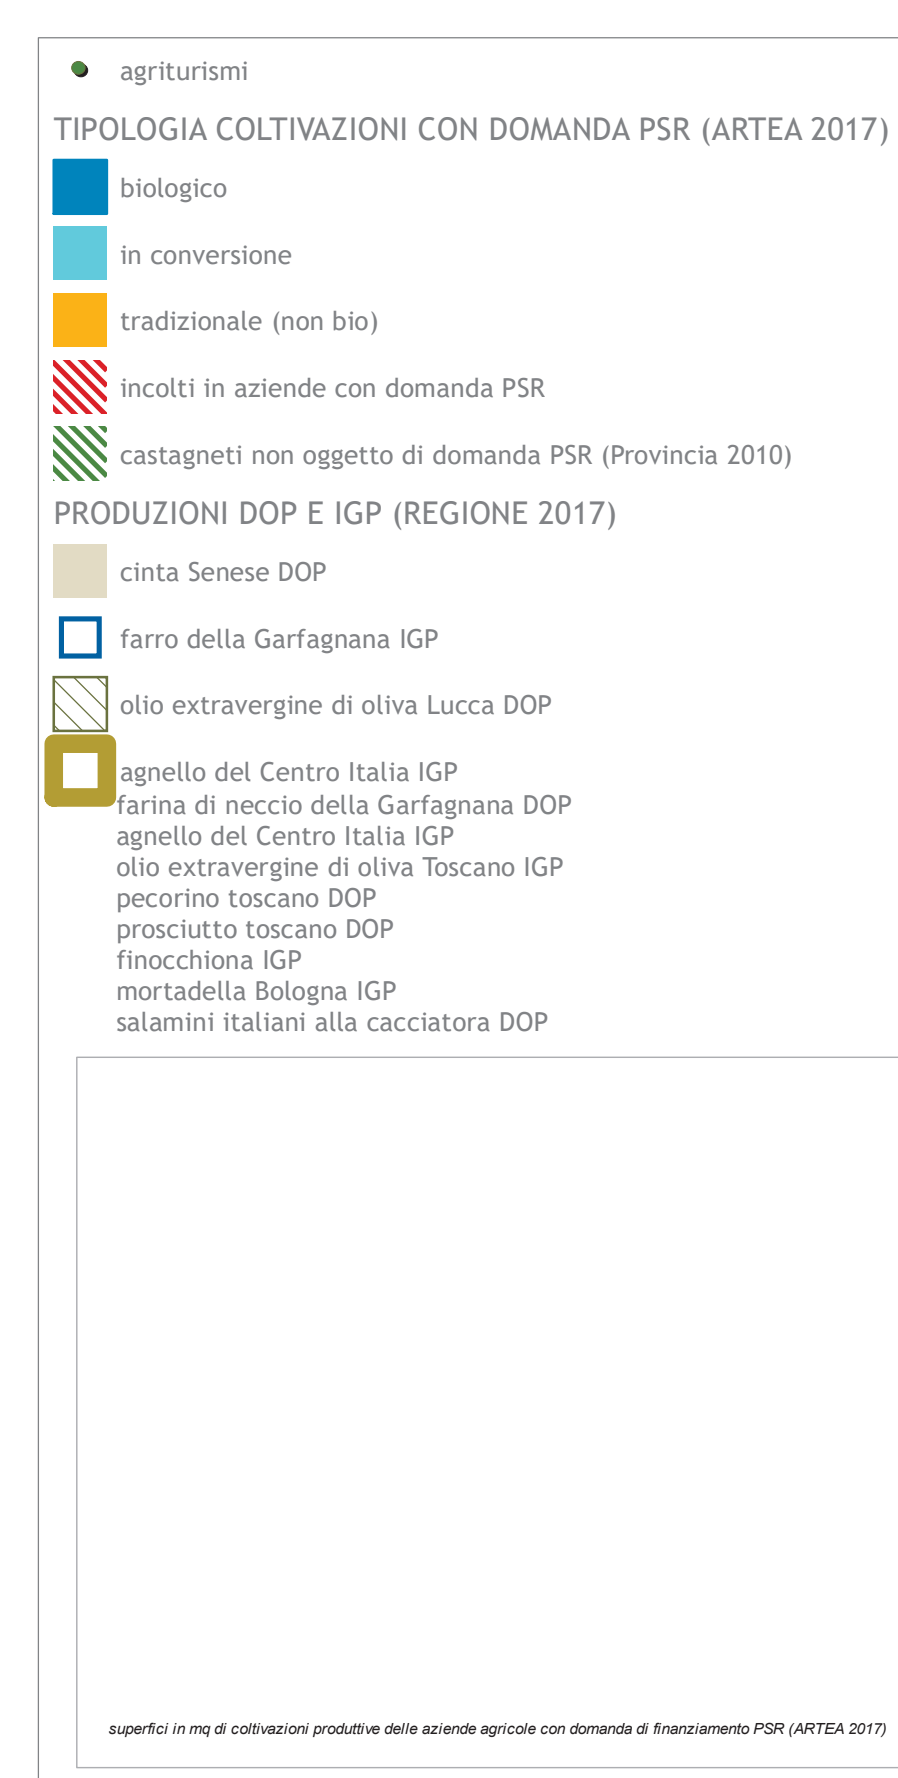 agriturismi
TIPOLOGIA COLTIVAZIONI CON DOMANDA PSR (ARTEA 2017)
biologico
in conversione
tradizionale (non bio)
incolti in aziende con domanda PSR
castagneti non oggetto di domanda PSR (Provincia 2010)
PRODUZIONI DOP E IGP (REGIONE 2017)
cinta Senese DOP
farro della Garfagnana IGP
olio extravergine di oliva Lucca DOP
agnello del Centro Italia IGP
farina di neccio della Garfagnana DOP
agnello del Centro Italia IGP
olio extravergine di oliva Toscano IGP
pecorino toscano DOP
prosciutto toscano DOP
finocchiona IGP
mortadella Bologna IGP
salamini italiani alla cacciatora DOP
superfici in mq di coltivazioni produttive delle aziende agricole con domanda di finanziamento PSR (ARTEA 2017)